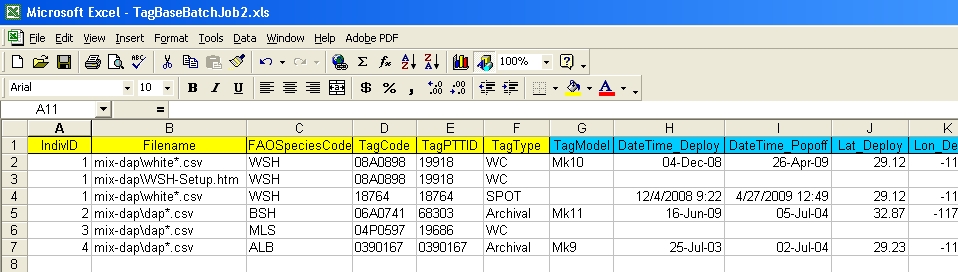 Microsoft Excel - TagBaseBatchJob2.xls
File Edit View Insert Format Tools Data Window Help Adobe PDF
ABC Σ fx A Z Z A 100%
Arial 10 B I U $ % , .00
A11 =
A B C D E F G H I J K
1 IndivID Filename FAOSpeciesCode TagCode TagPTTID TagType TagModel DateTime_Deploy DateTime_Popoff Lat_Deploy Lon_De
2 1 mix-dap\white*.csv WSH 08A0898 19918 WC Mk10 04-Dec-08 26-Apr-09 29.12 -11
3 1 mix-dap\WSH-Setup.htm WSH 08A0898 19918 WC
4 1 mix-dap\white*.csv WSH 18764 18764 SPOT 12/4/2008 9:22 4/27/2009 12:49 29.12 -11
5 2 mix-dap\dap*.csv BSH 06A0741 68303 Archival Mk11 16-Jun-09 05-Jul-04 32.87 -117
6 3 mix-dap\dap*.csv MLS 04P0597 19686 WC
7 4 mix-dap\dap*.csv ALB 0390167 0390167 Archival Mk9 25-Jul-03 02-Jul-04 29.23 -11
8